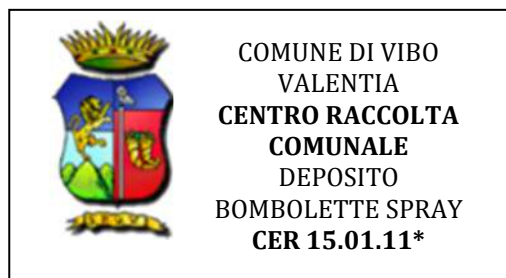 COMUNE DI VIBO
VALENTIA
CENTRO RACCOLTA
COMUNALE
DEPOSITO
BOMBOLETTE SPRAY
CER 15.01.11*